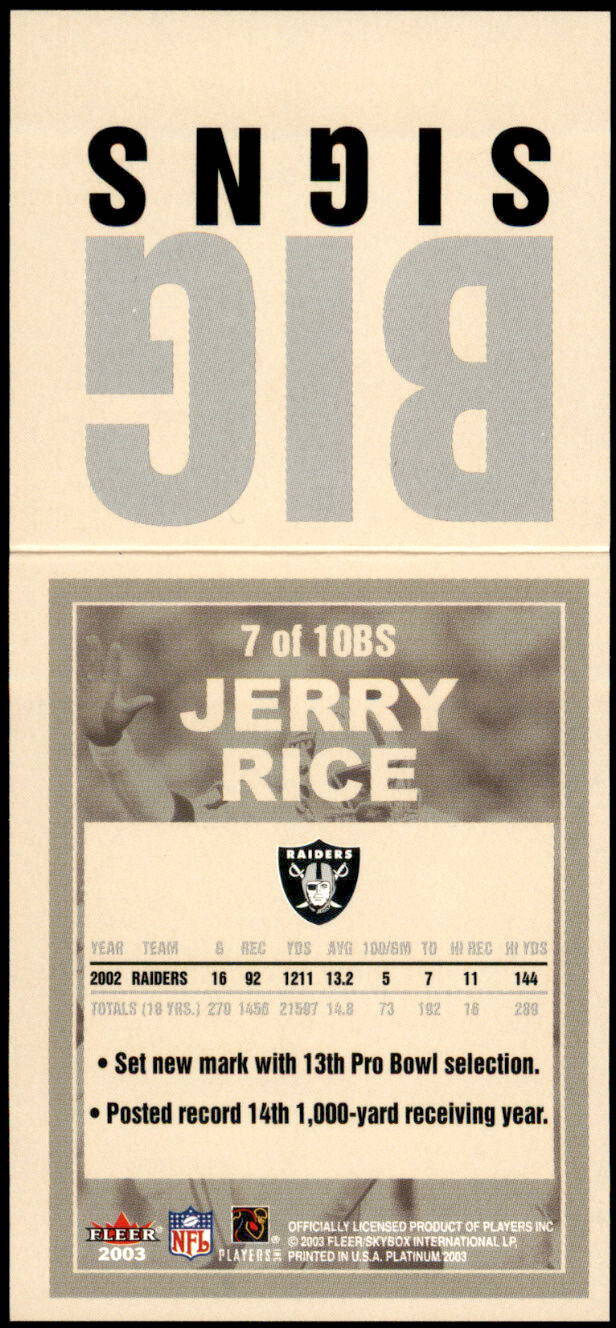 BIG
SIGNS
7 of 10BS
JERRY
RICE
RAIDERS
YEAR TEAM G REC YDS AVG 100/GM TD HI REC HI YDS
2002 RAIDERS 16 92 1211 13.2 5 7 11 144
TOTALS (18 YRS.) 270 1456 21597 14.8 73 192 16 289
• Set new mark with 13th Pro Bowl selection.
• Posted record 14th 1,000-yard receiving year.
FLEER®
2003
NFL
PLAYERS INC ®
OFFICIALLY LICENSED PRODUCT OF PLAYERS INC
© 2003 FLEER/SKYBOX INTERNATIONAL LP,
PRINTED IN U.S.A. PLATINUM 2003